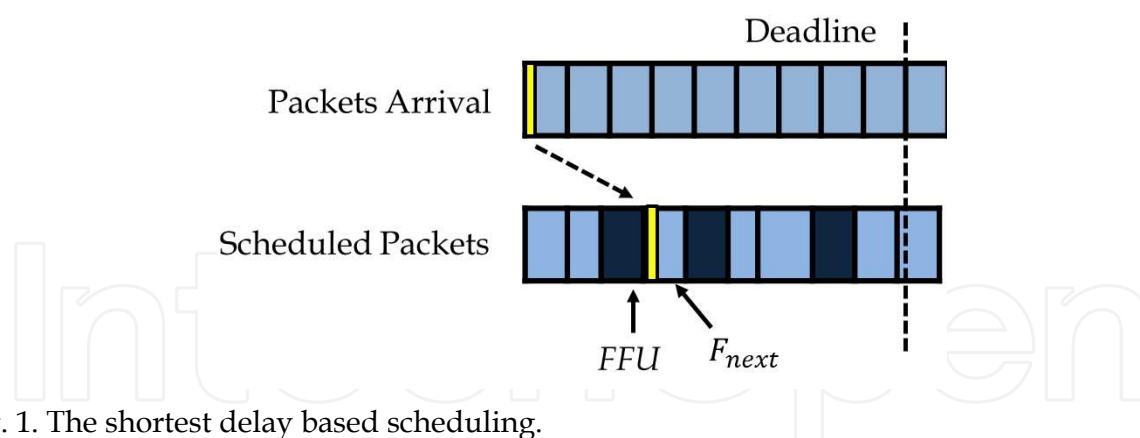 Deadline
Packets Arrival
Scheduled Packets
FFU
F_next
. 1. The shortest delay based scheduling.